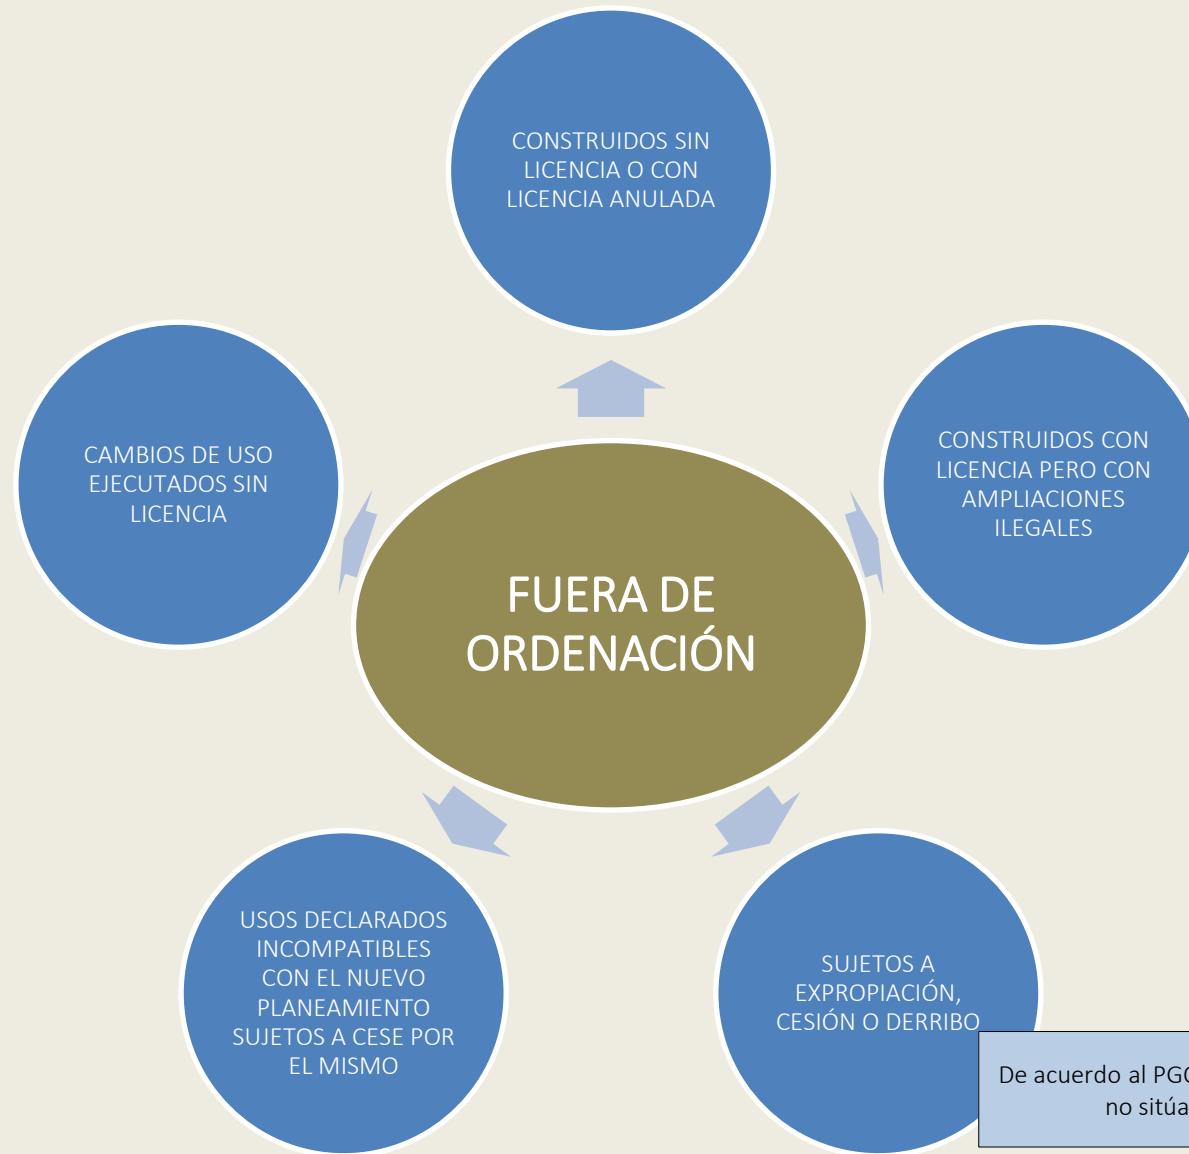 CONSTRUIDOS SIN
LICENCIA O CON
LICENCIA ANULADA
CAMBIOS DE USO
EJECUTADOS SIN
LICENCIA
CONSTRUIDOS CON
LICENCIA PERO CON
AMPLIACIONES
ILEGALES
FUERA DE
ORDENACIÓN
USOS DECLARADOS
INCOMPATIBLES
CON EL NUEVO
PLANEAMIENTO
SUJETOS A CESE POR
EL MISMO
SUJETOS A
EXPROPIACIÓN,
CESIÓN O DERRIBO
De acuerdo al
no sitúa